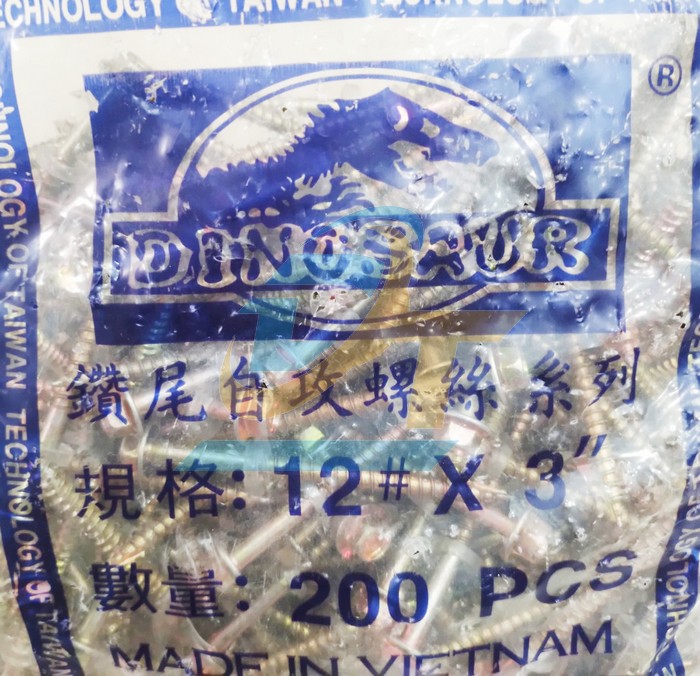 TECHNOLOGY OF TAIWAN TECHNOLOGY OF
®
DINOSAUR
鑽尾自攻螺絲系列
規格: 12# X 3"
數量: 200 PCS
MADE IN VIETNAM
TECHNOLOGY OF TAIWAN TECHNOLOGY OF TAIWAN